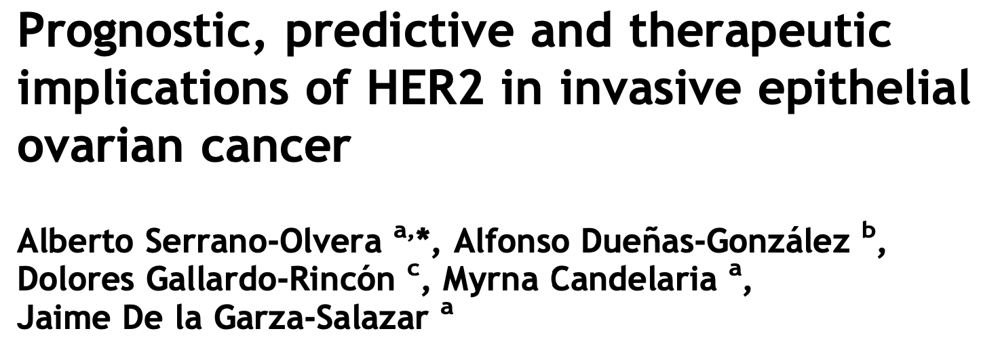 Prognostic, predictive and therapeutic
implications of HER2 in invasive epithelial
ovarian cancer
Alberto Serrano-Olvera a,*, Alfonso Dueñas-González b,
Dolores Gallardo-Rincón c, Myrna Candelaria a,
Jaime De la Garza-Salazar a